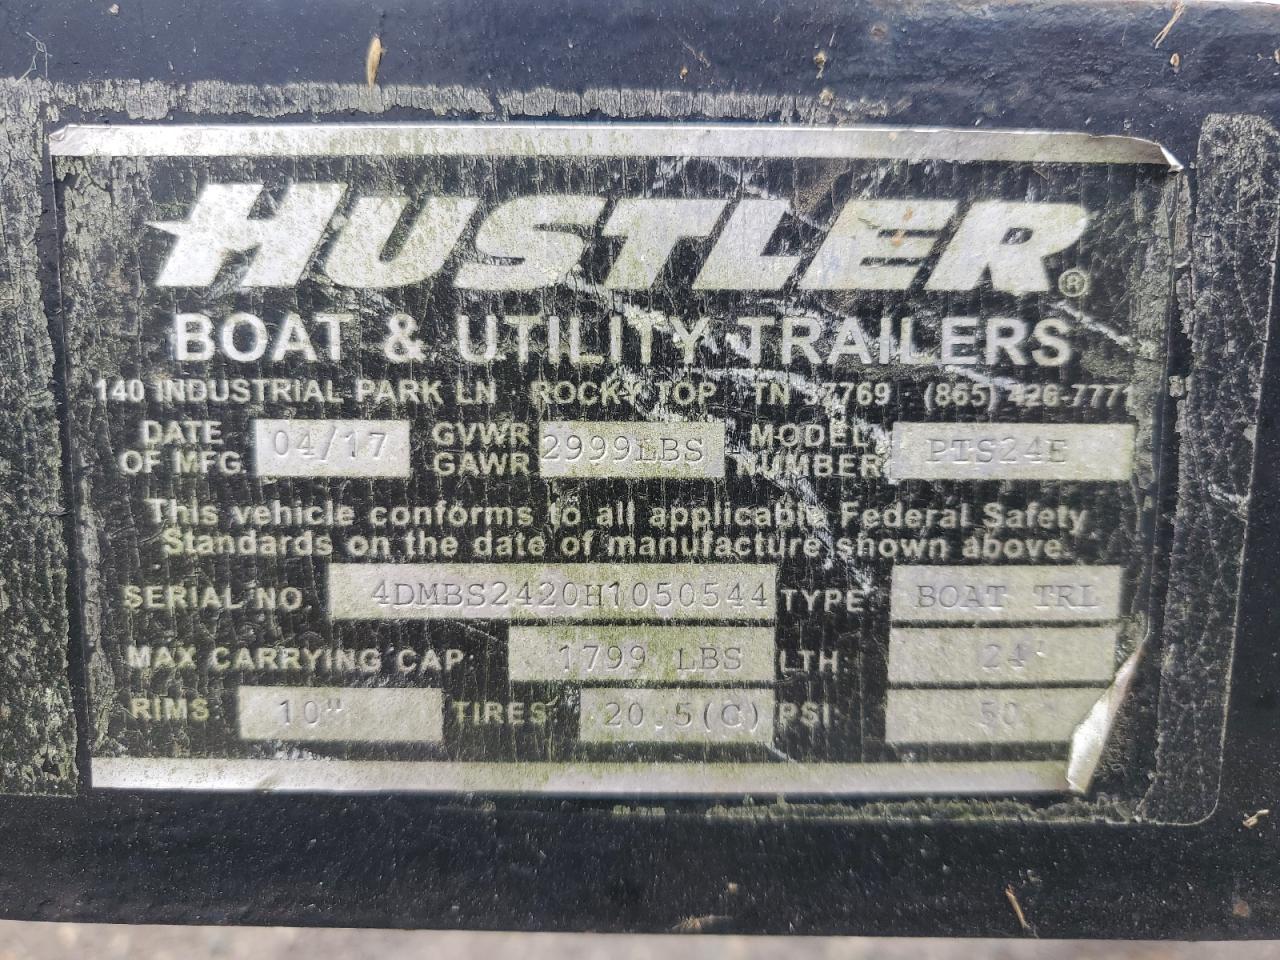 HUSTLER®
BOAT & UTILITY TRAILERS
140 INDUSTRIAL PARK LN ROCKY TOP TN 37769 (865) 426-7771
DATE OF MFG. 04/17 GVWR GAWR 2999LBS MODEL NUMBER PTS24E
This vehicle conforms to all applicable Federal Safety
Standards on the date of manufacture shown above.
SERIAL NO. 4DMBS2420H1050544 TYPE BOAT TRL
MAX CARRYING CAP. 1799 LBS LTH 24'
RIMS 10" TIRES 20.5(C) PSI 50